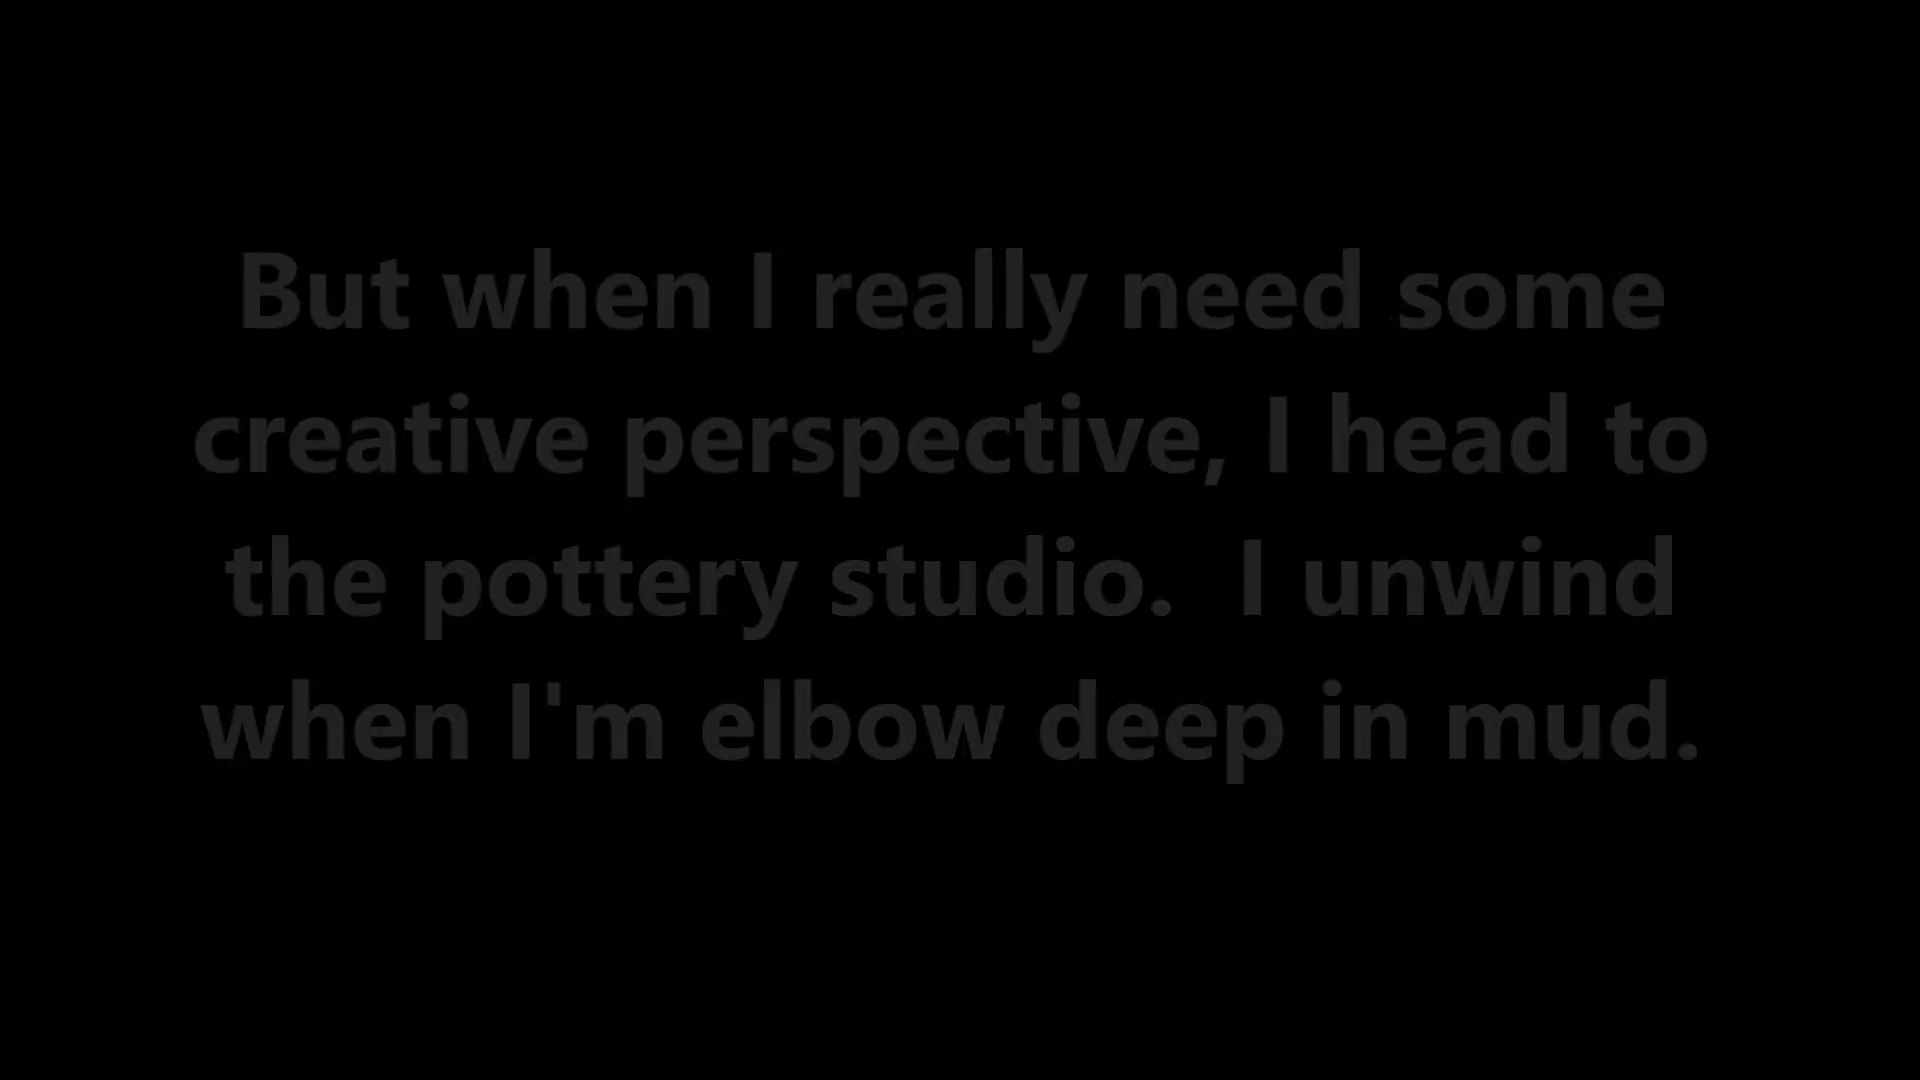 But when I really need some
creative perspective, I head to
the pottery studio.  I unwind
when I'm elbow deep in mud.